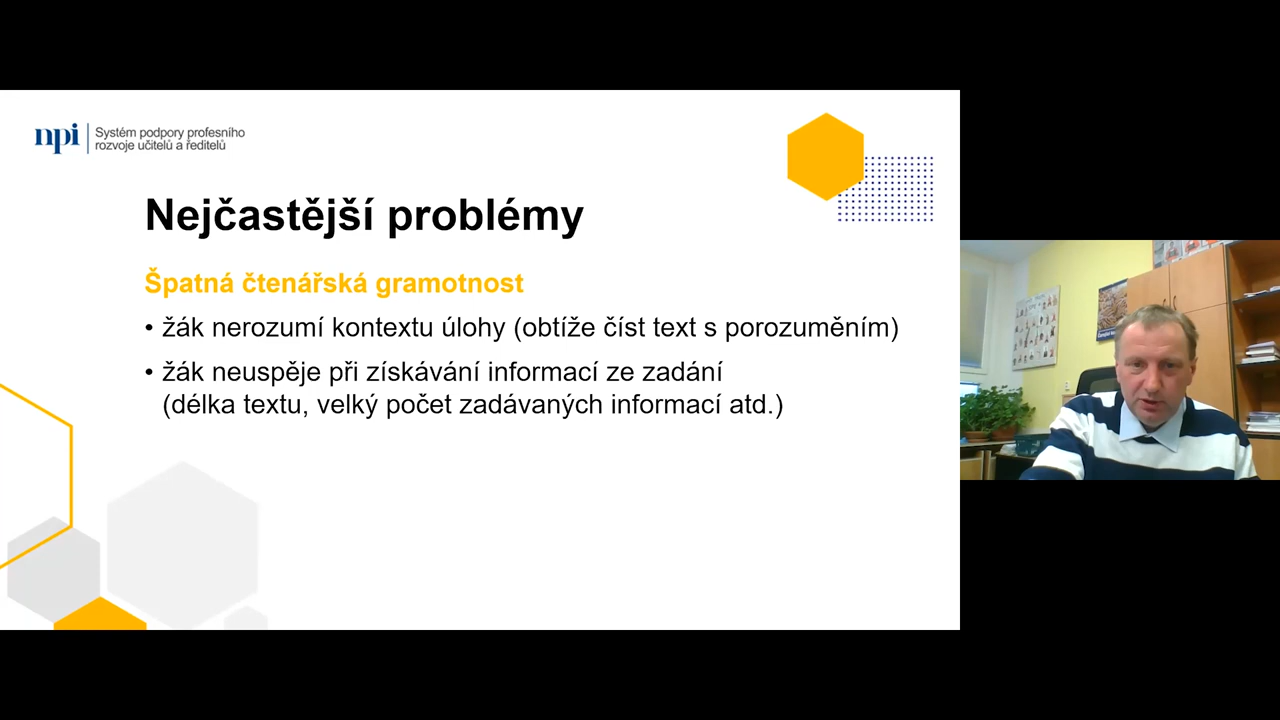 npi
Systém podpory profesního
rozvoje učitelů a ředitelů
Nejčastější problémy
Špatná čtenářská gramotnost
• žák nerozumí kontextu úlohy (obtíže číst text s porozuměním)
• žák neuspěje při získávání informací ze zadání
(délka textu, velký počet zadávaných informací atd.)